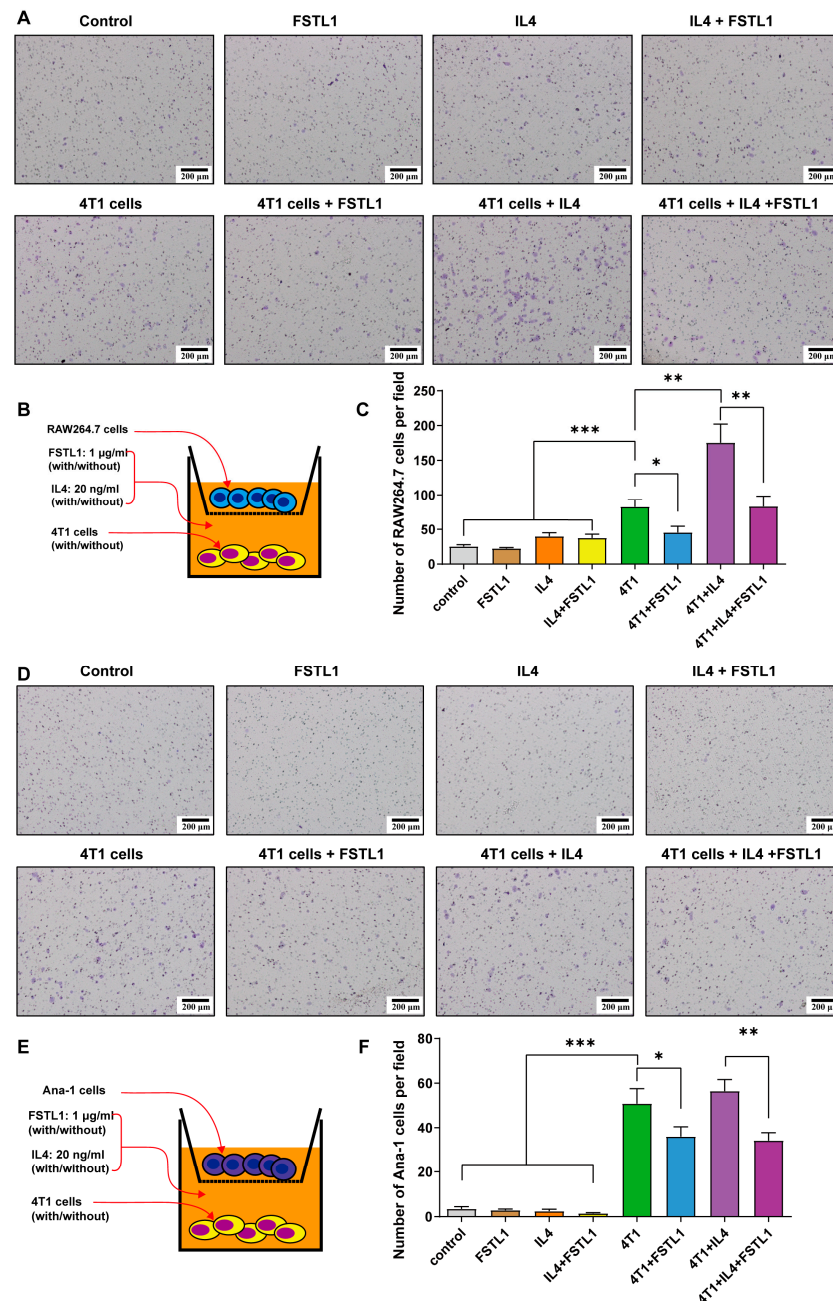 A
Control
FSTL1
IL4
IL4 + FSTL1
200 µm
200 µm
200 µm
200 µm
4T1 cells
4T1 cells + FSTL1
4T1 cells + IL4
4T1 cells + IL4 +FSTL1
200 µm
200 µm
200 µm
200 µm
B
RAW264.7 cells
FSTL1: 1 µg/ml
(with/without)
IL4: 20 ng/ml
(with/without)
4T1 cells
(with/without)
C
Number of RAW264.7 cells per field
250
200
150
100
50
0
***
*
**
**
control
FSTL1
IL4
IL4+FSTL1
4T1
4T1+FSTL1
4T1+IL4
4T1+IL4+FSTL1
D
Control
FSTL1
IL4
IL4 + FSTL1
200 µm
200 µm
200 µm
200 µm
4T1 cells
4T1 cells + FSTL1
4T1 cells + IL4
4T1 cells + IL4 +FSTL1
200 µm
200 µm
200 µm
200 µm
E
Ana-1 cells
FSTL1: 1 µg/ml
(with/without)
IL4: 20 ng/ml
(with/without)
4T1 cells
(with/without)
F
Number of Ana-1 cells per field
80
60
40
20
0
***
*
**
control
FSTL1
IL4
IL4+FSTL1
4T1
4T1+FSTL1
4T1+IL4
4T1+IL4+FSTL1